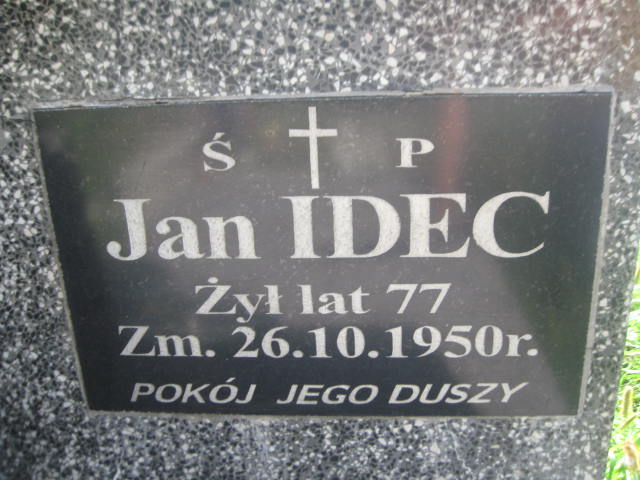 Ś P
Jan IDEC
Żył lat 77
Zm. 26.10.1950r.
POKÓJ JEGO DUSZY